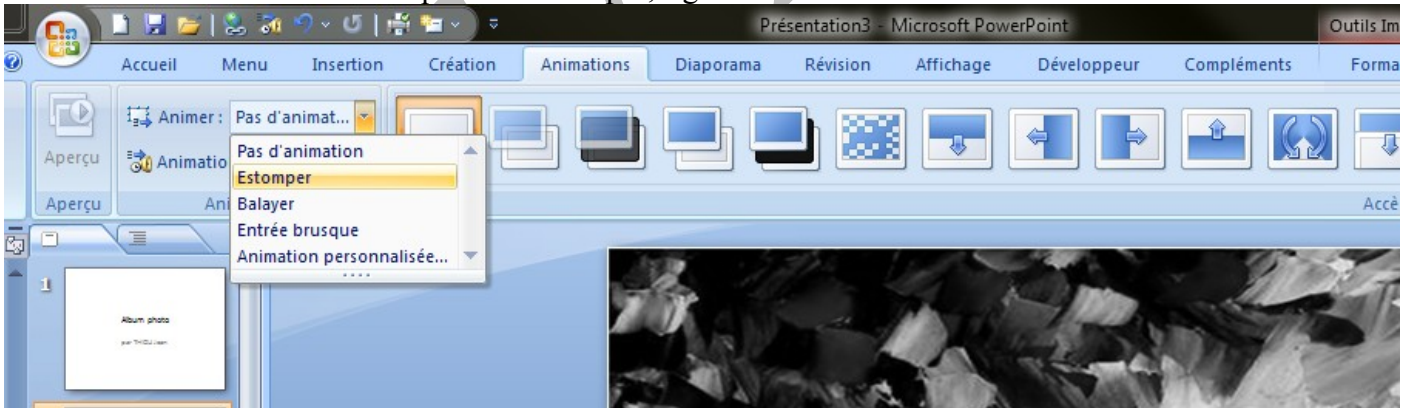 Présentation3 - Microsoft PowerPoint
Outils Im
Accueil Menu Insertion Création Animations Diaporama Révision Affichage Développeur Compléments Forma
Animer : Pas d'animat...
Aperçu
Animatio
Pas d'animation
Estomper
Balayer
Entrée brusque
Animation personnalisée...
Aperçu
Ani
Accè
1
Album photo